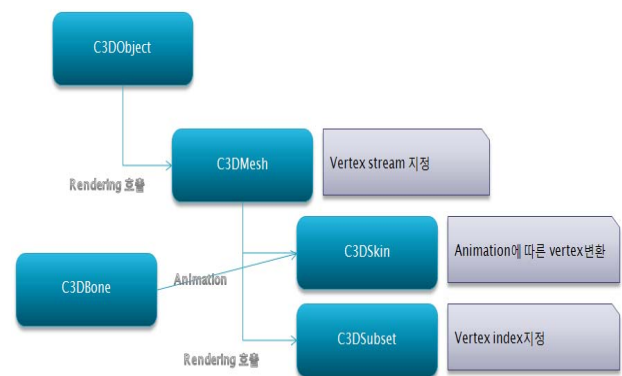 C3DObject
C3DMesh
Vertex stream 지정
Rendering 호출
C3DSkin
Animation에 따른 vertex변환
C3DBone
Animation
C3DSubset
Vertex index지정
Rendering 호출